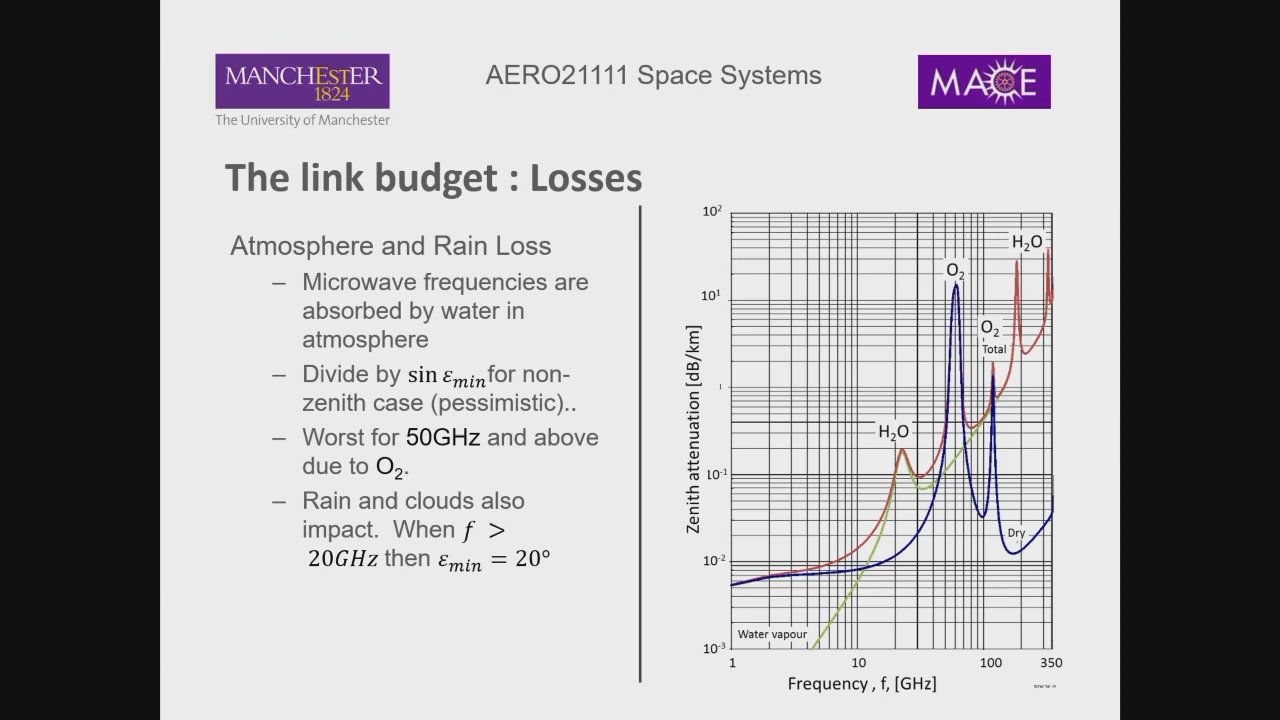 MANCHEStER
1824
The University of Manchester
AERO21111 Space Systems
MACE
The link budget : Losses
Atmosphere and Rain Loss
– Microwave frequencies are
absorbed by water in
atmosphere
– Divide by sin εmin for non-
zenith case (pessimistic)..
– Worst for 50GHz and above
due to O2.
– Rain and clouds also
impact. When f >
20GHz then εmin = 20°
Zenith attenuation [dB/km]
10²
10¹
1
10⁻¹
10⁻²
10⁻³
H2O
O2
O2
Total
H2O
Dry
Water vapour
1 10 100 350
Frequency , f, [GHz]